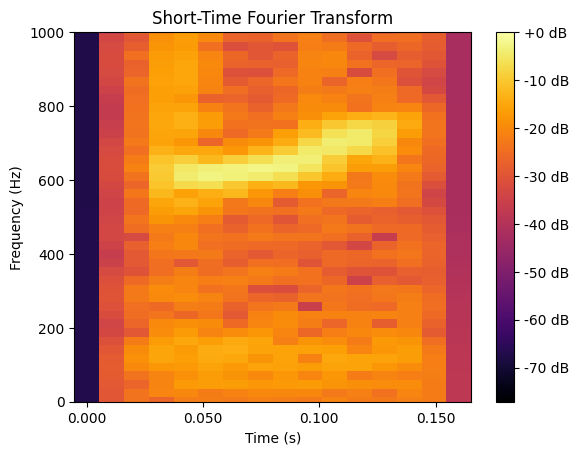 Short-Time Fourier Transform
1000
800
600
400
200
0
Frequency (Hz)
0.000
0.050
0.100
0.150
Time (s)
+0 dB
-10 dB
-20 dB
-30 dB
-40 dB
-50 dB
-60 dB
-70 dB